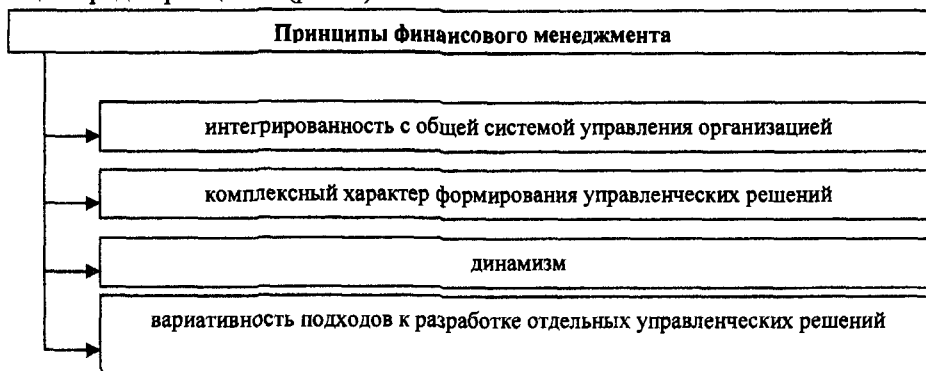 Принципы финансового менеджмента
интегрированность с общей системой управления организацией
комплексный характер формирования управленческих решений
динамизм
вариативность подходов к разработке отдельных управленческих решений